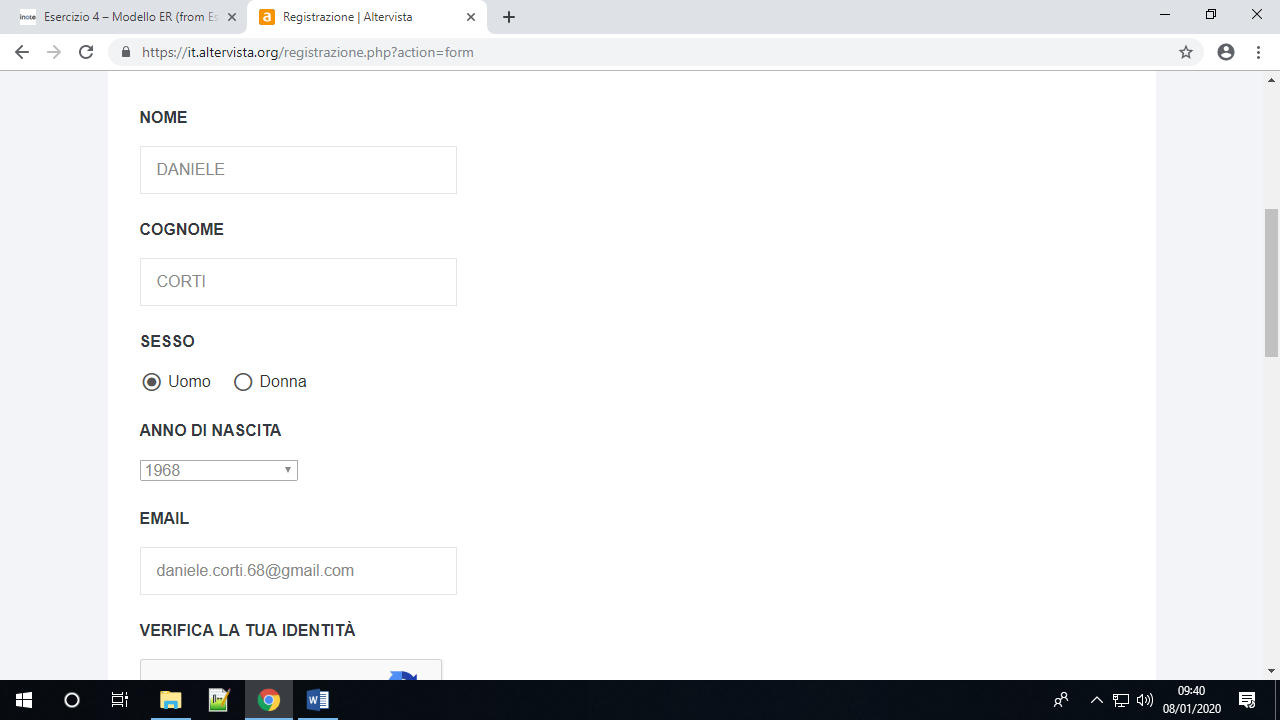 inote Esercizio 4 – Modello ER (from Es
Registrazione | Altervista
https://it.altervista.org/registrazione.php?action=form
NOME
DANIELE
COGNOME
CORTI
SESSO
Uomo Donna
ANNO DI NASCITA
1968
EMAIL
daniele.corti.68@gmail.com
VERIFICA LA TUA IDENTITÀ
09:40
08/01/2020